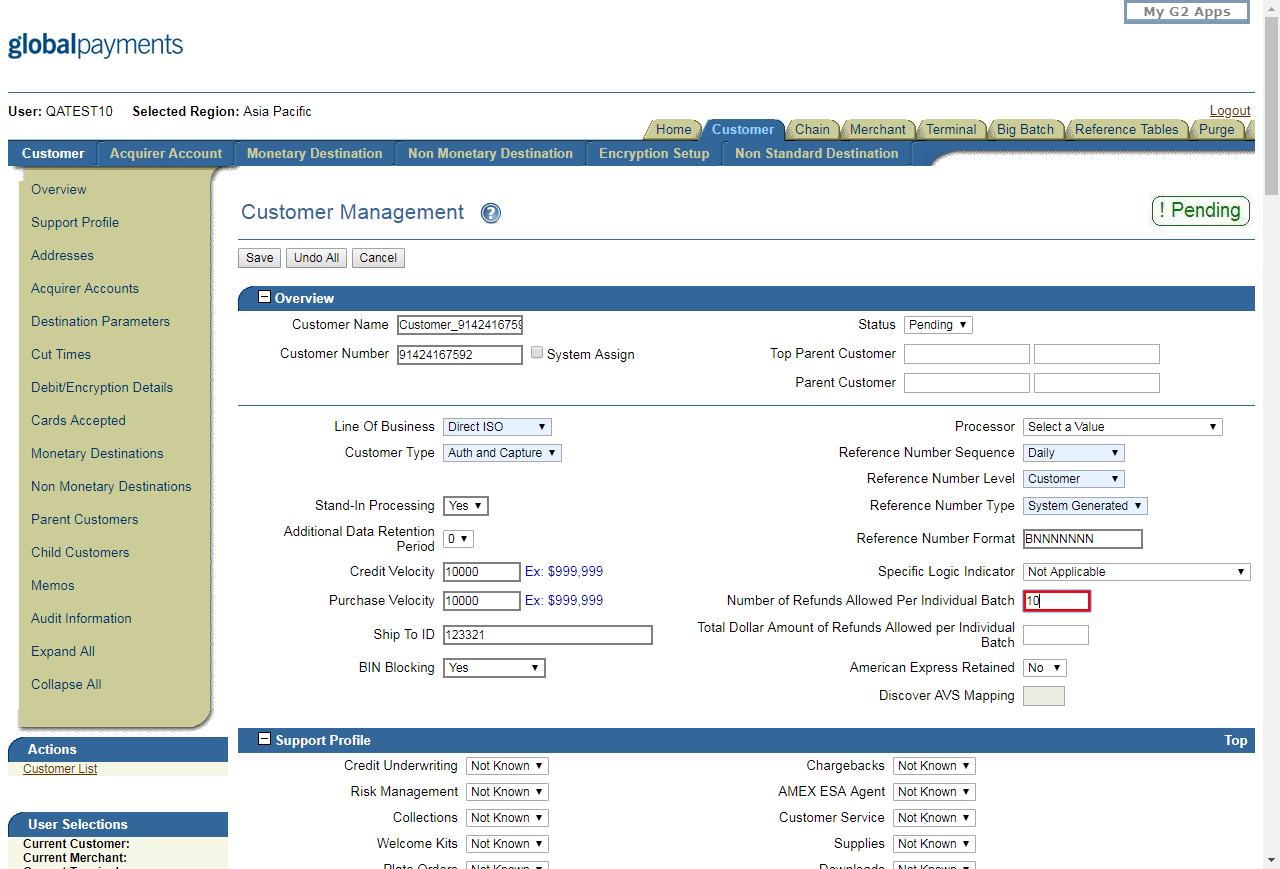 My G2 Apps
globalpayments
User: QATEST10 Selected Region: Asia Pacific
Logout
Home Customer Chain Merchant Terminal Big Batch Reference Tables Purge
Customer Acquirer Account Monetary Destination Non Monetary Destination Encryption Setup Non Standard Destination
Overview
Support Profile
Addresses
Acquirer Accounts
Destination Parameters
Cut Times
Debit/Encryption Details
Cards Accepted
Monetary Destinations
Non Monetary Destinations
Parent Customers
Child Customers
Memos
Audit Information
Expand All
Collapse All
Actions
Customer List
User Selections
Current Customer:
Current Merchant:
Customer Management ?
! Pending
Save Undo All Cancel
Overview
Customer Name Customer_9142416759 Status Pending
Customer Number 91424167592 System Assign Top Parent Customer
Parent Customer
Line Of Business Direct ISO Processor Select a Value
Customer Type Auth and Capture Reference Number Sequence Daily
Reference Number Level Customer
Stand-In Processing Yes Reference Number Type System Generated
Additional Data Retention
Period 0 Reference Number Format BNNNNNNN
Credit Velocity 10000 Ex: $999,999 Specific Logic Indicator Not Applicable
Purchase Velocity 10000 Ex: $999,999 Number of Refunds Allowed Per Individual Batch 10
Ship To ID 123321 Total Dollar Amount of Refunds Allowed per Individual
Batch
BIN Blocking Yes American Express Retained No
Discover AVS Mapping
Support Profile Top
Credit Underwriting Not Known Chargebacks Not Known
Risk Management Not Known AMEX ESA Agent Not Known
Collections Not Known Customer Service Not Known
Welcome Kits Not Known Supplies Not Known
Plate Orders Not Known Downloads Not Known